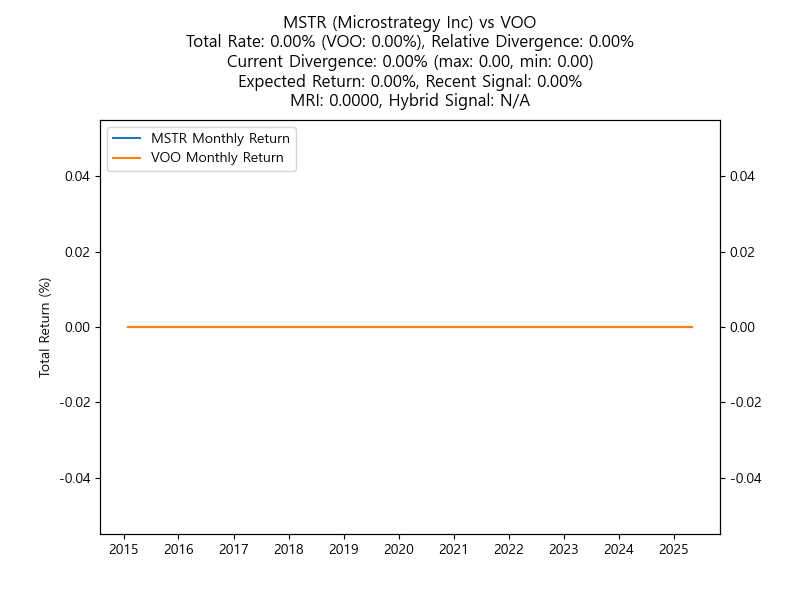 MSTR (Microstrategy Inc) vs VOO
Total Rate: 0.00% (VOO: 0.00%), Relative Divergence: 0.00%
Current Divergence: 0.00% (max: 0.00, min: 0.00)
Expected Return: 0.00%, Recent Signal: 0.00%
MRI: 0.0000, Hybrid Signal: N/A
MSTR Monthly Return
VOO Monthly Return
Total Return (%)
0.04
0.02
0.00
-0.02
-0.04
0.04
0.02
0.00
-0.02
-0.04
2015 2016 2017 2018 2019 2020 2021 2022 2023 2024 2025